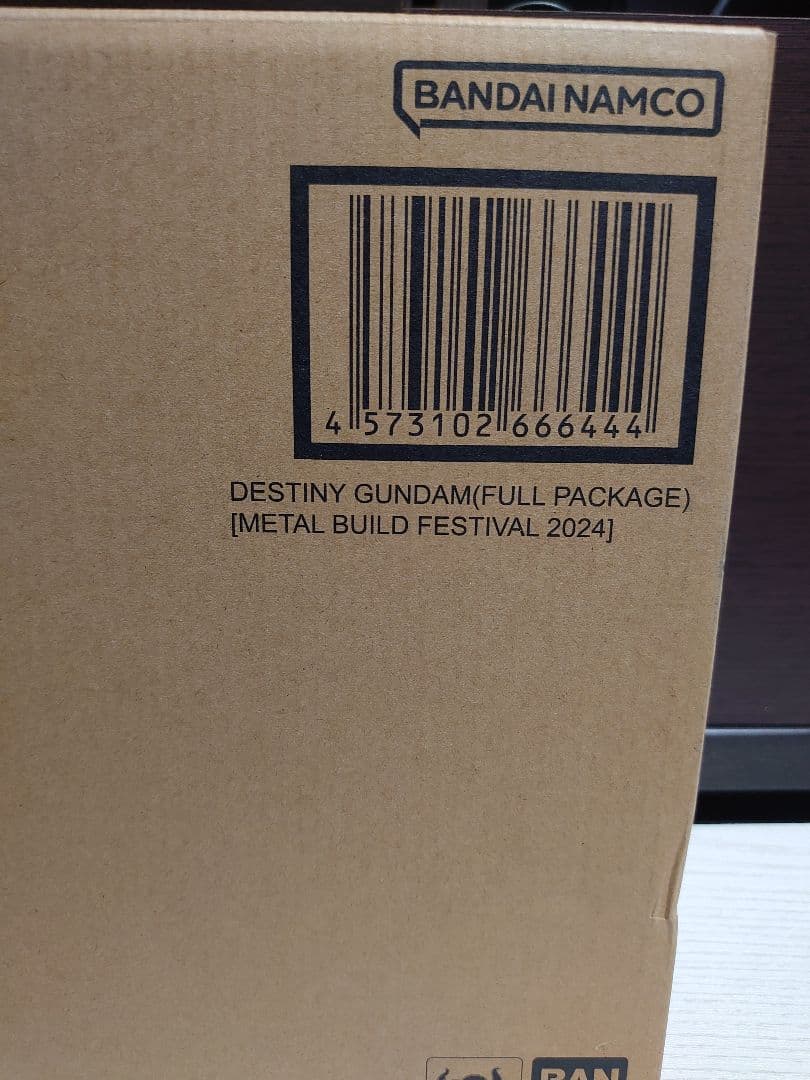 BANDAI NAMCO
4 573102 666444
DESTINY GUNDAM(FULL PACKAGE)
[METAL BUILD FESTIVAL 2024]
BAN